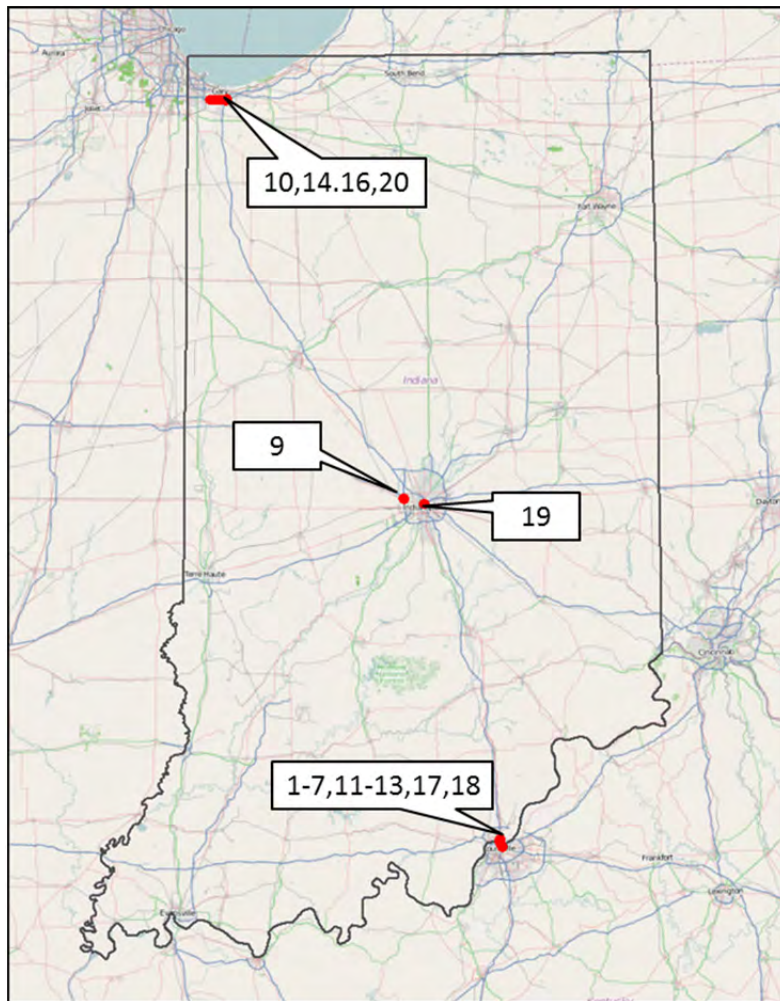 Chicago
Aurora
South Bend
Gary
10,14.16,20
Fort Wayne
Indiana
9
19
Dayton
Terre Haute
Cincinnati
1-7,11-13,17,18
Frankfort
Lexington
Evansville